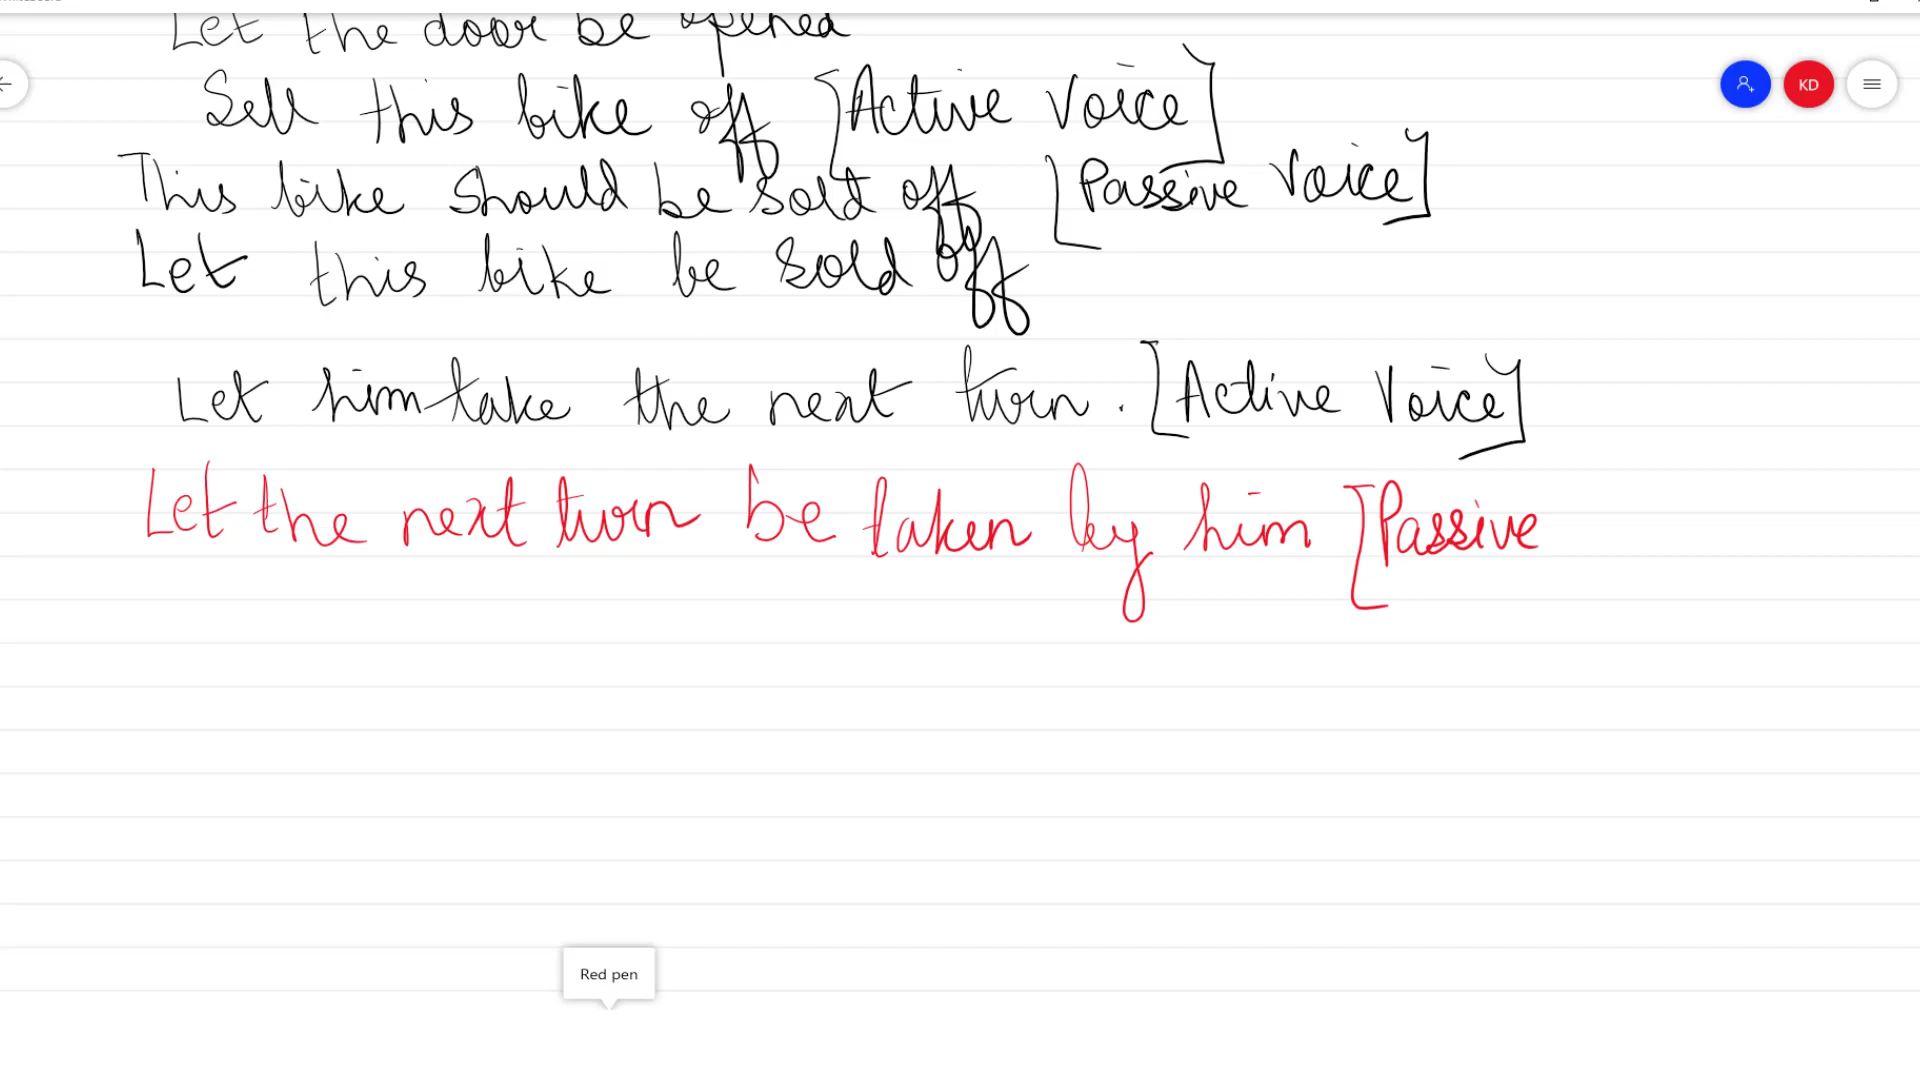 Let the door be opened
Sell this bike off [Active Voice]
KD
This bike should be sold off [Passive Voice]
Let this bike be sold off
Let him take the next turn. [Active Voice]
Let the next turn be taken by him [Passive
Red pen